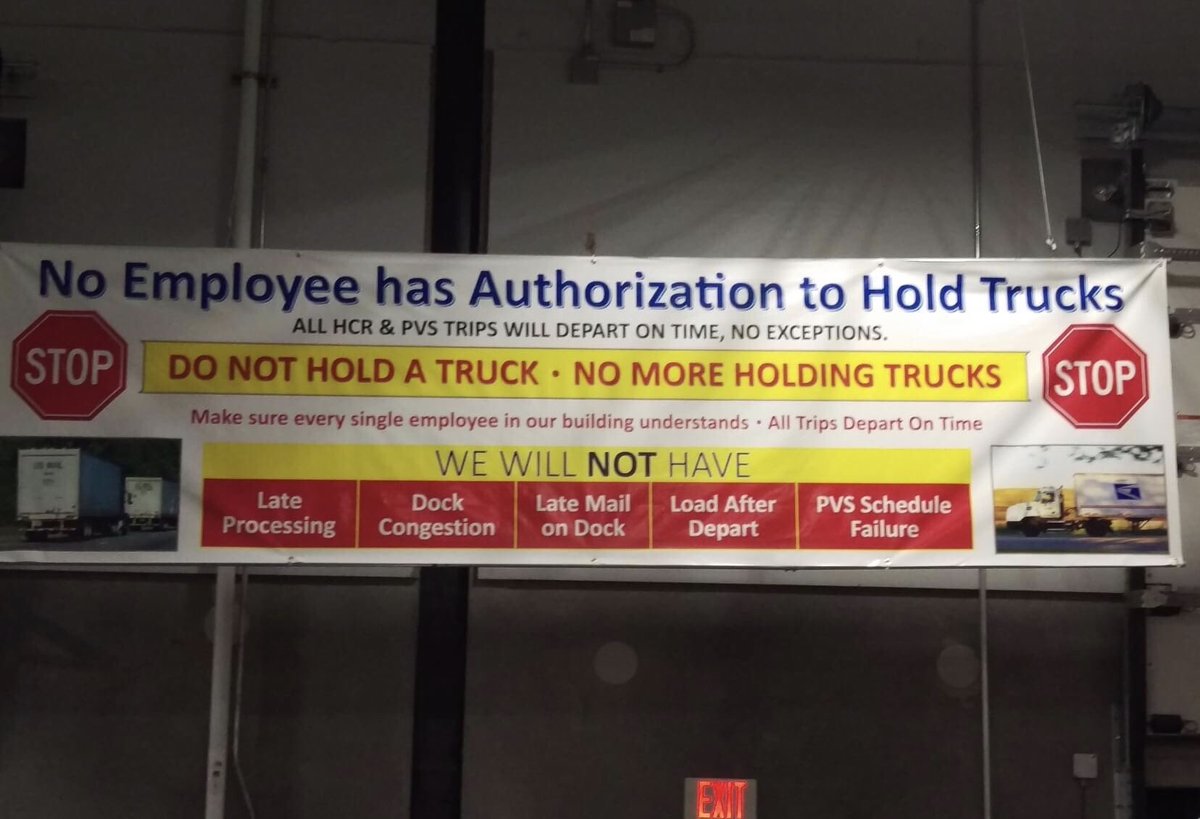 No Employee has Authorization to Hold Trucks
ALL HCR & PVS TRIPS WILL DEPART ON TIME, NO EXCEPTIONS.
STOP
DO NOT HOLD A TRUCK · NO MORE HOLDING TRUCKS
STOP
Make sure every single employee in our building understands · All Trips Depart On Time
WE WILL NOT HAVE
Late Processing
Dock Congestion
Late Mail on Dock
Load After Depart
PVS Schedule Failure
EXIT